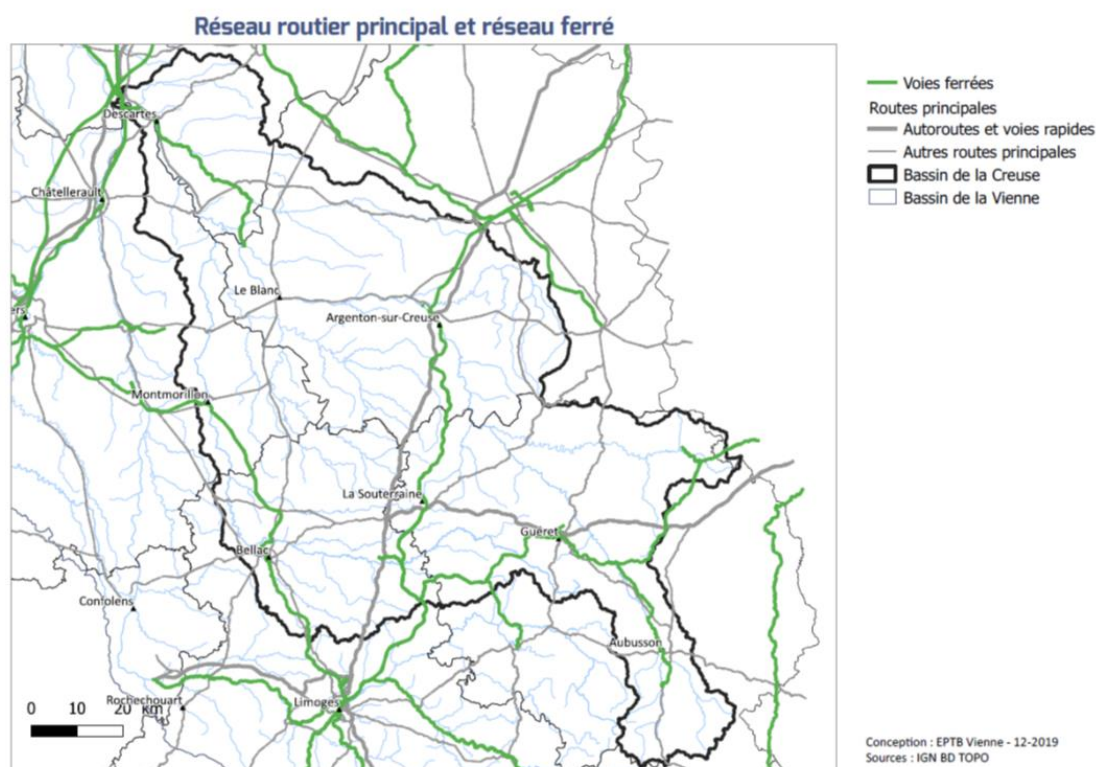 Réseau routier principal et réseau ferré
Descartes
Châtellerault
Le Blanc
ers
Argenton-sur-Creuse
Montmorillon
La Souterraine
Guéret
Bellac
Confolens
Aubusson
Rochechouart
Limoges
0 10 20 km
Voies ferrées
Routes principales
Autoroutes et voies rapides
Autres routes principales
Bassin de la Creuse
Bassin de la Vienne
Conception : EPTB Vienne - 12-2019
Sources : IGN BD TOPO